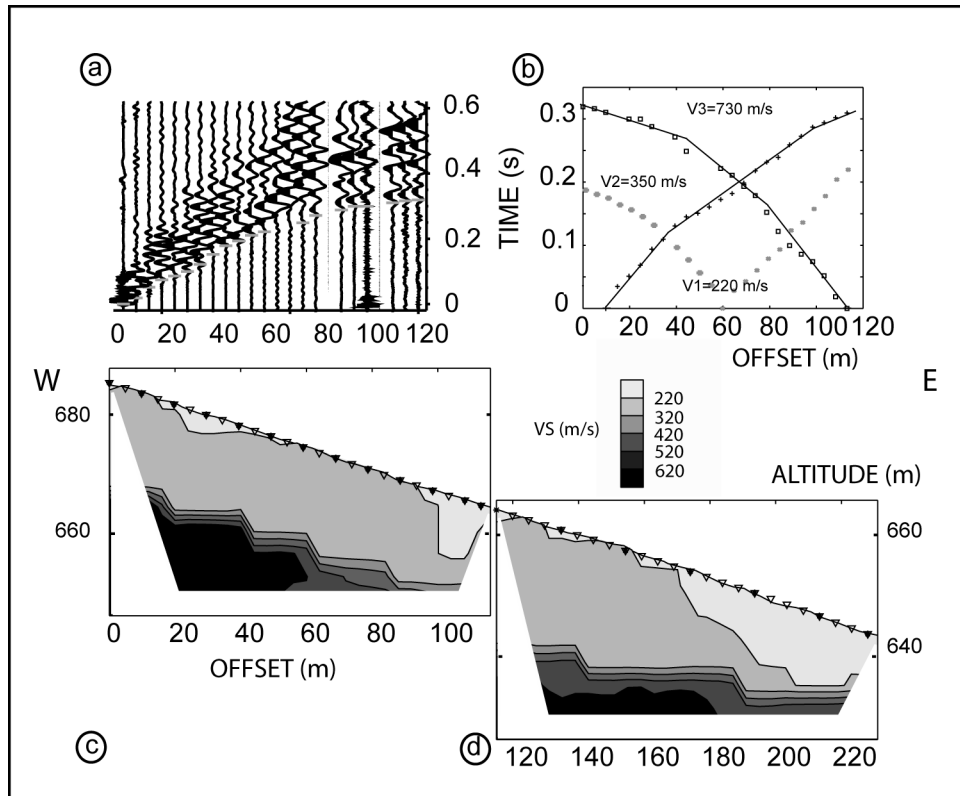 a
b
0.6
0.4
0.2
0
0 20 40 60 80 100 120
TIME (s)
0.3
0.2
0.1
0
V3=730 m/s
V2=350 m/s
V1=220 m/s
0 20 40 60 80 100 120
OFFSET (m)
W
E
680
660
0 20 40 60 80 100
OFFSET (m)
VS (m/s)
220
320
420
520
620
ALTITUDE (m)
660
640
120 140 160 180 200 220
c
d